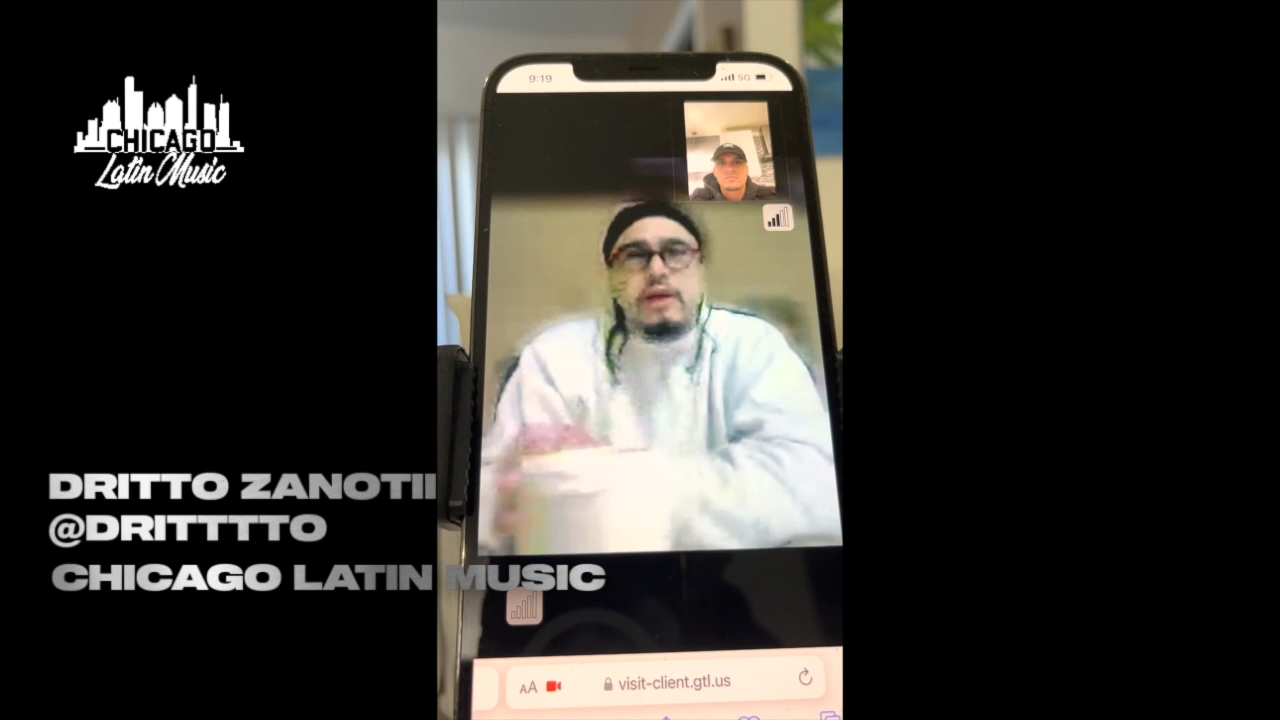 CHICAGO
Latin Music
9:19
5G
DRITTO ZANOTII
@DRITTTTO
CHICAGO LATIN MUSIC
AA visit-client.gtl.us